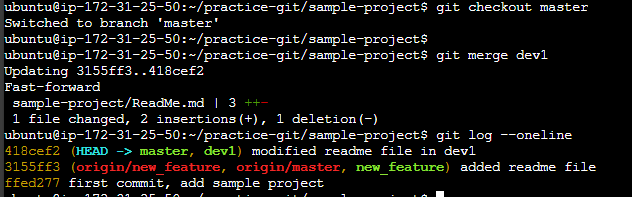 ubuntu@ip-172-31-25-50:~/practice-git/sample-project$ git checkout master
Switched to branch 'master'
ubuntu@ip-172-31-25-50:~/practice-git/sample-project$
ubuntu@ip-172-31-25-50:~/practice-git/sample-project$ git merge dev1
Updating 3155ff3..418cef2
Fast-forward
 sample-project/ReadMe.md | 3 ++-
 1 file changed, 2 insertions(+), 1 deletion(-)
ubuntu@ip-172-31-25-50:~/practice-git/sample-project$ git log --oneline
418cef2 (HEAD -> master, dev1) modified readme file in dev1
3155ff3 (origin/new_feature, origin/master, new_feature) added readme file
ffed277 first commit, add sample project